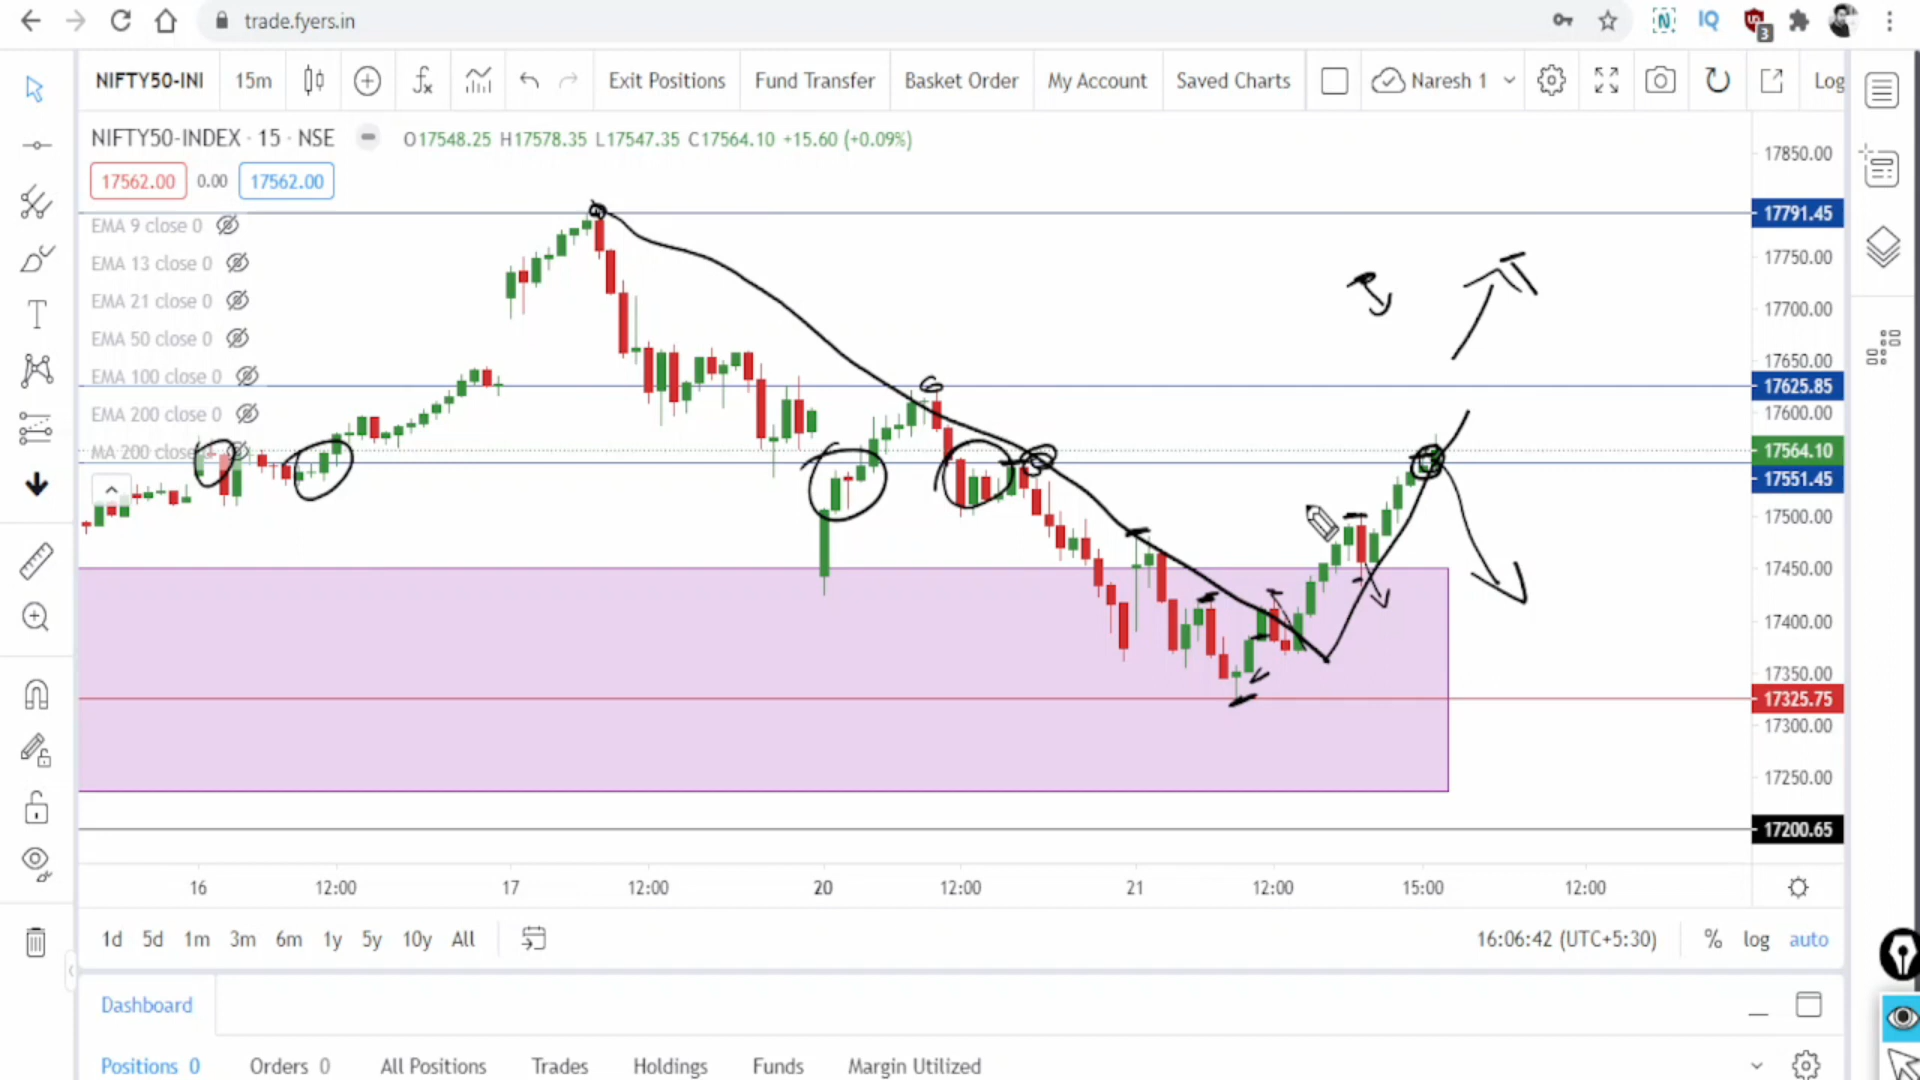 trade.fyers.in
3
NIFTY50-INI 15m Exit Positions Fund Transfer Basket Order My Account Saved Charts Naresh 1 Log
NIFTY50-INDEX · 15 · NSE O17548.25 H17578.35 L17547.35 C17564.10 +15.60 (+0.09%)
17562.00 0.00 17562.00
EMA 9 close 0
EMA 13 close 0
EMA 21 close 0
EMA 50 close 0
EMA 100 close 0
EMA 200 close 0
MA 200 close
17850.00
17791.45
17750.00
17700.00
17650.00
17625.85
17600.00
17564.10
17551.45
17500.00
17450.00
17400.00
17350.00
17325.75
17300.00
17250.00
17200.65
16 12:00 17 12:00 20 12:00 21 12:00 15:00 12:00
1d 5d 1m 3m 6m 1y 5y 10y All 16:06:42 (UTC+5:30) % log auto
Dashboard
Positions 0 Orders 0 All Positions Trades Holdings Funds Margin Utilized